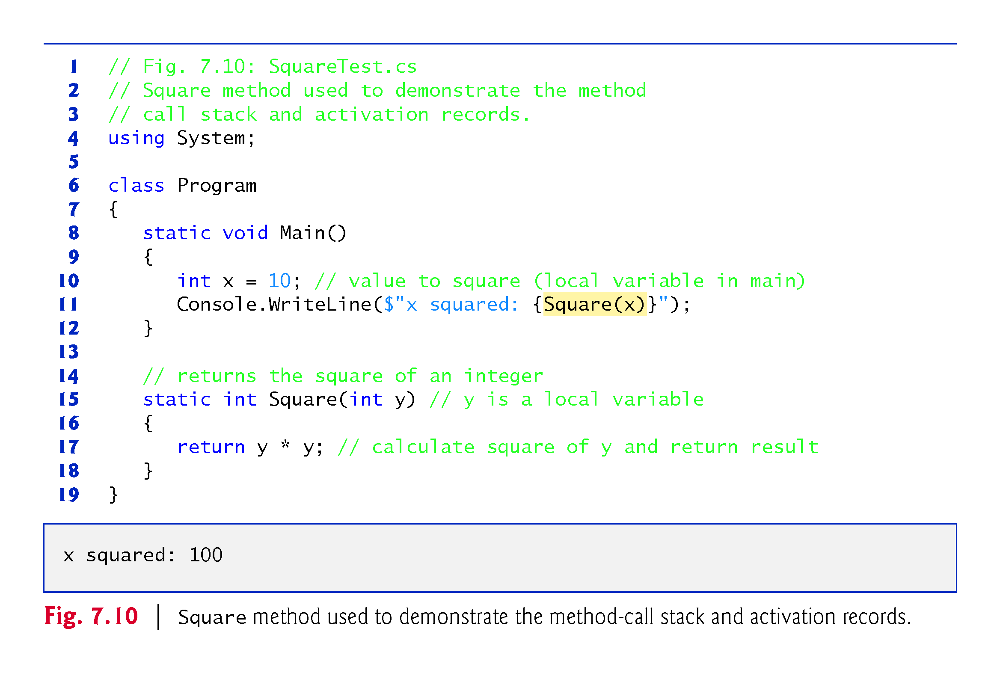 1 // Fig. 7.10: SquareTest.cs
2 // Square method used to demonstrate the method
3 // call stack and activation records.
4 using System;
5
6 class Program
7 {
8    static void Main()
9    {
10       int x = 10; // value to square (local variable in main)
11       Console.WriteLine($"x squared: {Square(x)}");
12    }
13
14    // returns the square of an integer
15    static int Square(int y) // y is a local variable
16    {
17       return y * y; // calculate square of y and return result
18    }
19 }
x squared: 100
Fig. 7.10 | Square method used to demonstrate the method-call stack and activation records.